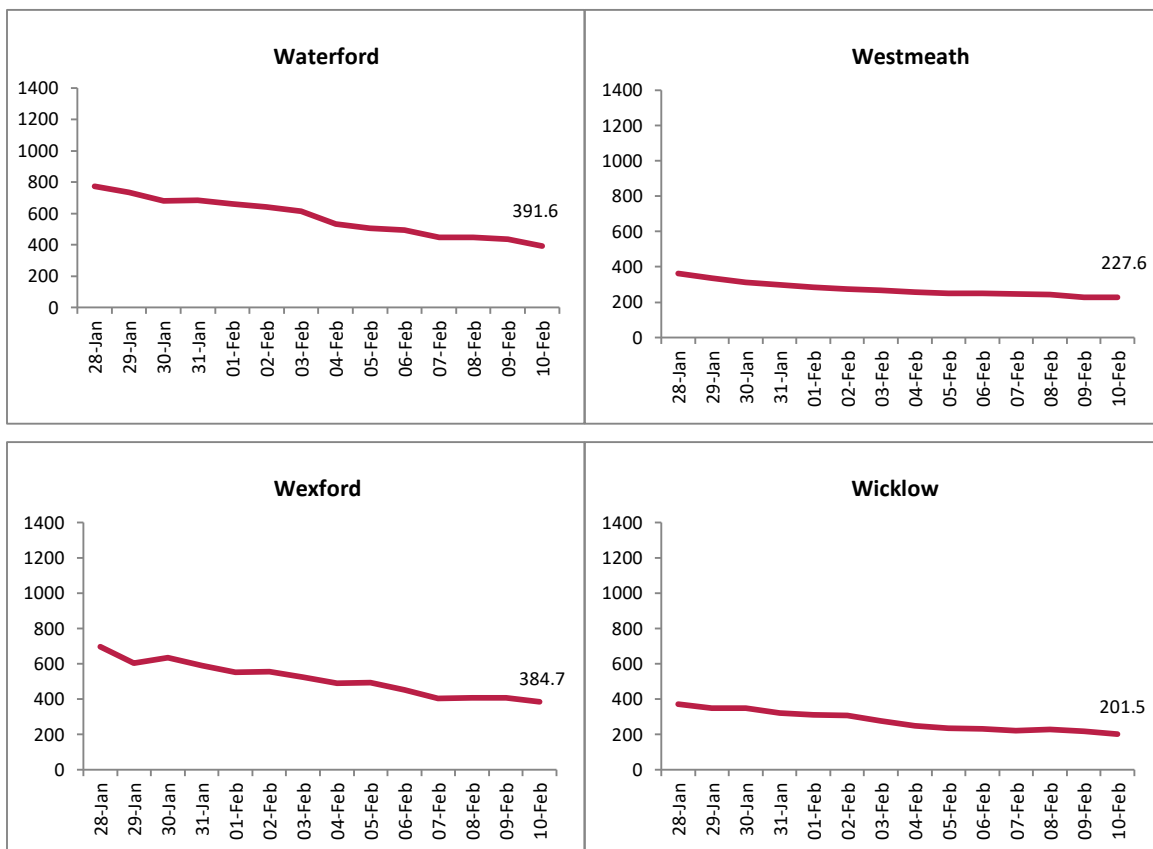 Waterford
1400
1200
1000
800
600
400
200
0
391.6
28-Jan
29-Jan
30-Jan
31-Jan
01-Feb
02-Feb
03-Feb
04-Feb
05-Feb
06-Feb
07-Feb
08-Feb
09-Feb
10-Feb
Westmeath
1400
1200
1000
800
600
400
200
0
227.6
28-Jan
29-Jan
30-Jan
31-Jan
01-Feb
02-Feb
03-Feb
04-Feb
05-Feb
06-Feb
07-Feb
08-Feb
09-Feb
10-Feb
Wexford
1400
1200
1000
800
600
400
200
0
384.7
28-Jan
29-Jan
30-Jan
31-Jan
01-Feb
02-Feb
03-Feb
04-Feb
05-Feb
06-Feb
07-Feb
08-Feb
09-Feb
10-Feb
Wicklow
1400
1200
1000
800
600
400
200
0
201.5
28-Jan
29-Jan
30-Jan
31-Jan
01-Feb
02-Feb
03-Feb
04-Feb
05-Feb
06-Feb
07-Feb
08-Feb
09-Feb
10-Feb